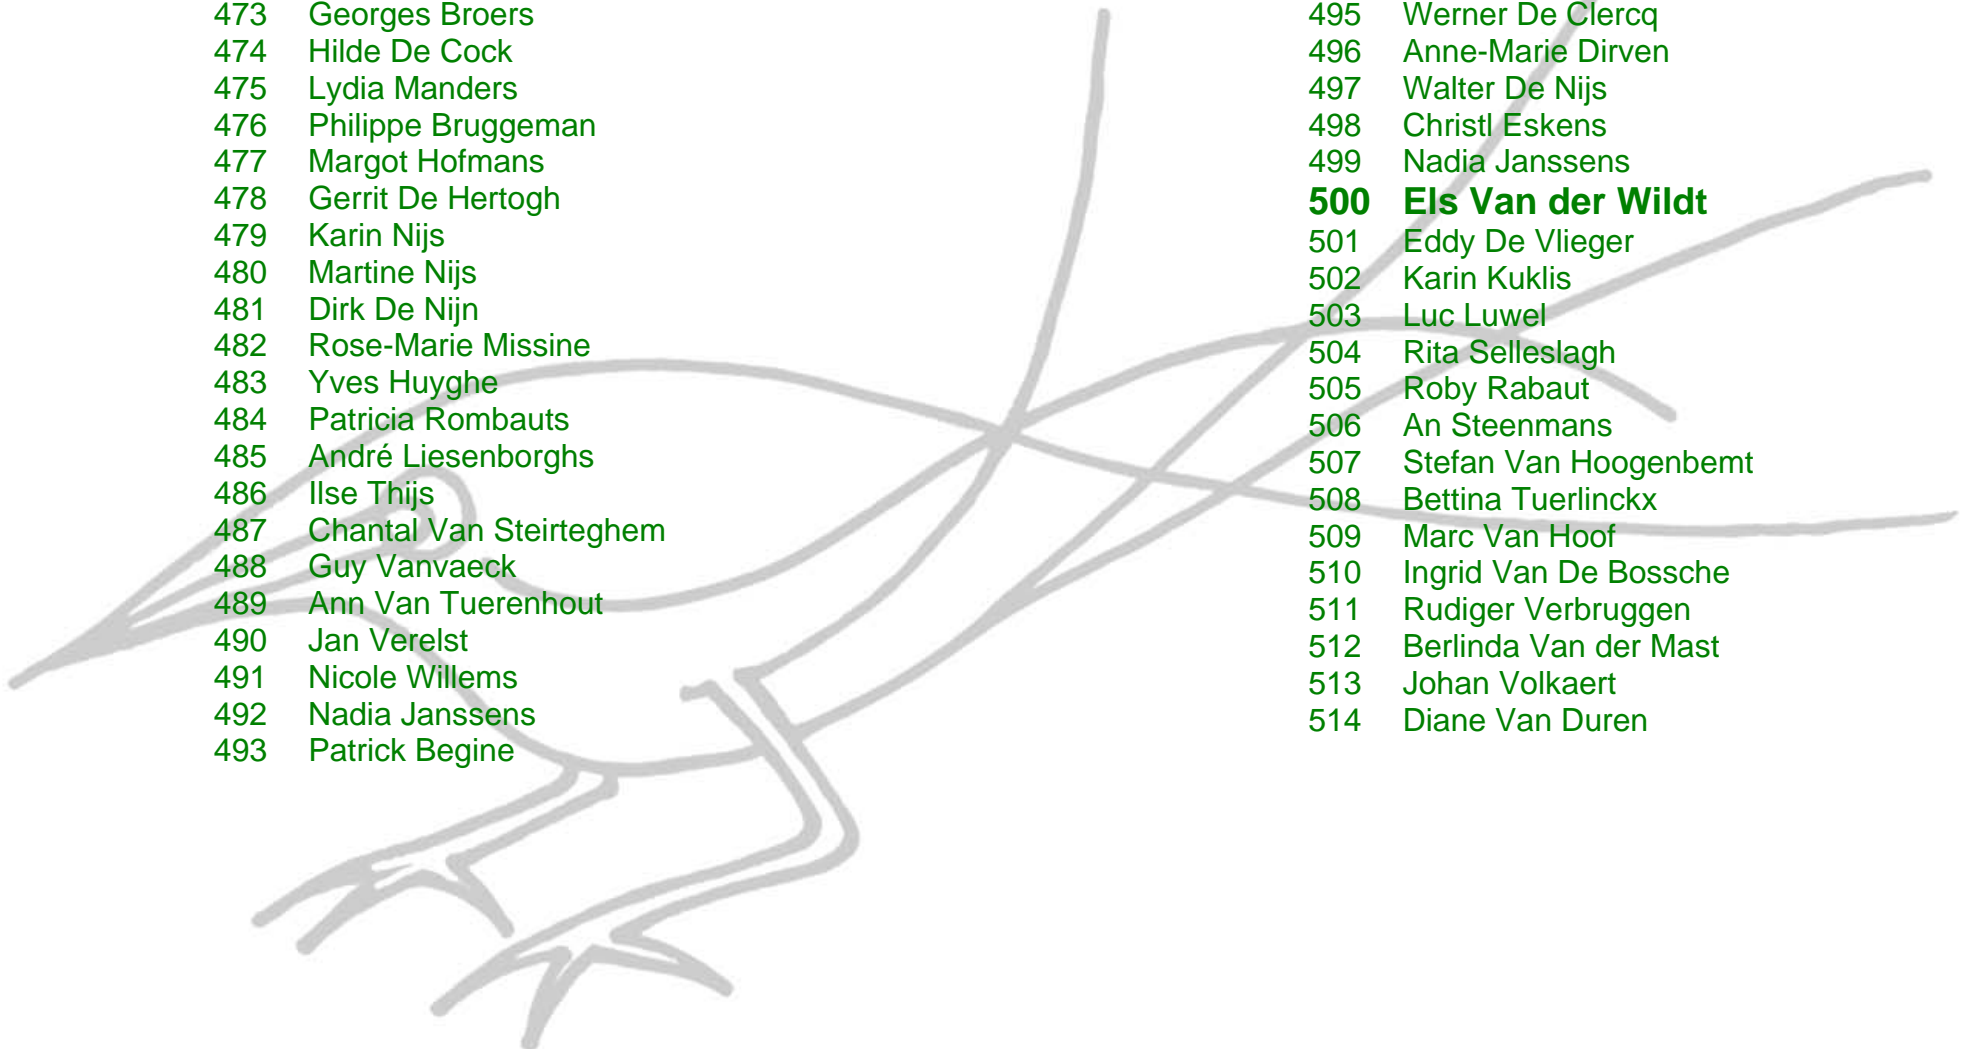 473 Georges Broers
474 Hilde De Cock
475 Lydia Manders
476 Philippe Bruggeman
477 Margot Hofmans
478 Gerrit De Hertogh
479 Karin Nijs
480 Martine Nijs
481 Dirk De Nijn
482 Rose-Marie Missine
483 Yves Huyghe
484 Patricia Rombauts
485 André Liesenborghs
486 Ilse Thijs
487 Chantal Van Steirteghem
488 Guy Vanvaeck
489 Ann Van Tuerenhout
490 Jan Verelst
491 Nicole Willems
492 Nadia Janssens
493 Patrick Begine
495 Werner De Clercq
496 Anne-Marie Dirven
497 Walter De Nijs
498 Christl Eskens
499 Nadia Janssens
500 Els Van der Wildt
501 Eddy De Vlieger
502 Karin Kuklis
503 Luc Luwel
504 Rita Selleslagh
505 Roby Rabaut
506 An Steenmans
507 Stefan Van Hoogenbemt
508 Bettina Tuerlinckx
509 Marc Van Hoof
510 Ingrid Van De Bossche
511 Rudiger Verbruggen
512 Berlinda Van der Mast
513 Johan Volkaert
514 Diane Van Duren